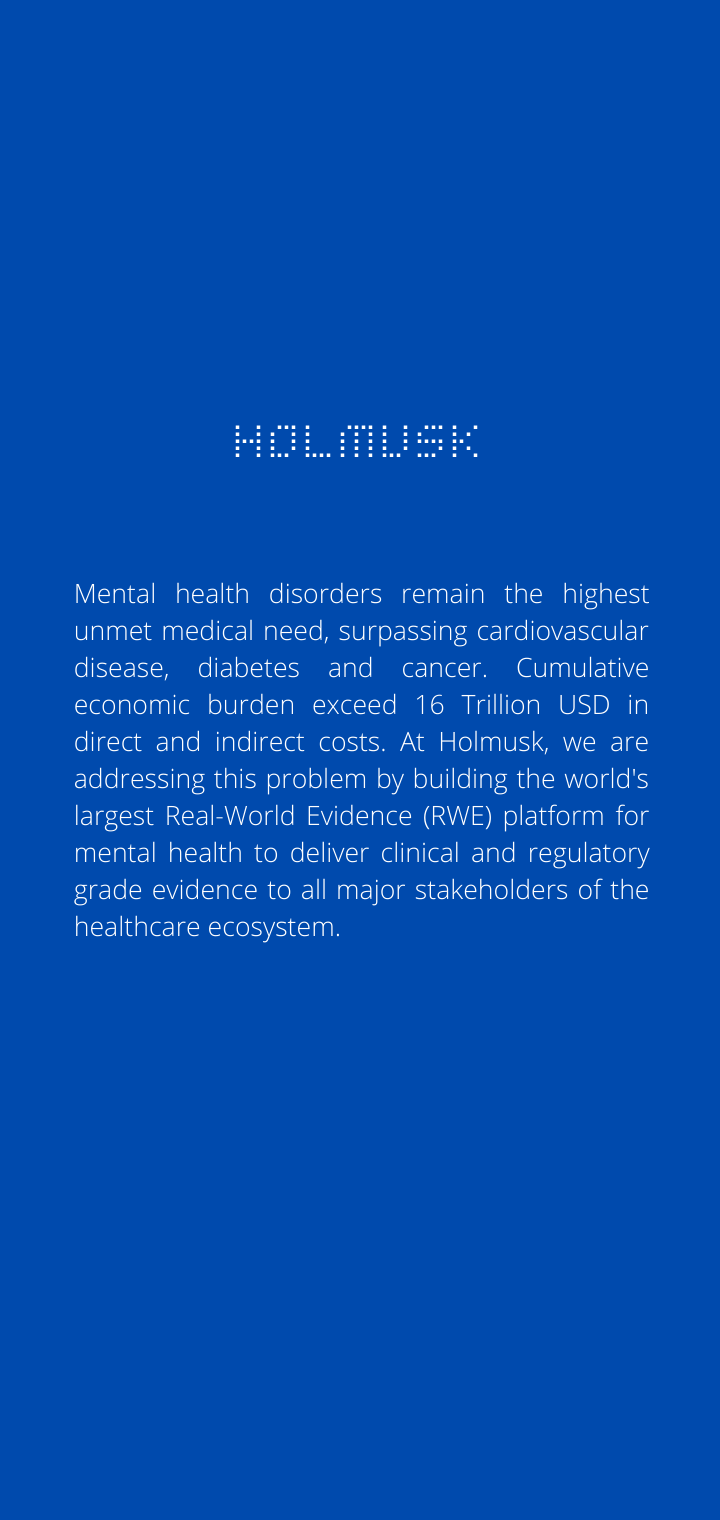 HOLMUSK
Mental health disorders remain the highest
unmet medical need, surpassing cardiovascular
disease, diabetes and cancer. Cumulative
economic burden exceed 16 Trillion USD in
direct and indirect costs. At Holmusk, we are
addressing this problem by building the world's
largest Real-World Evidence (RWE) platform for
mental health to deliver clinical and regulatory
grade evidence to all major stakeholders of the
healthcare ecosystem.